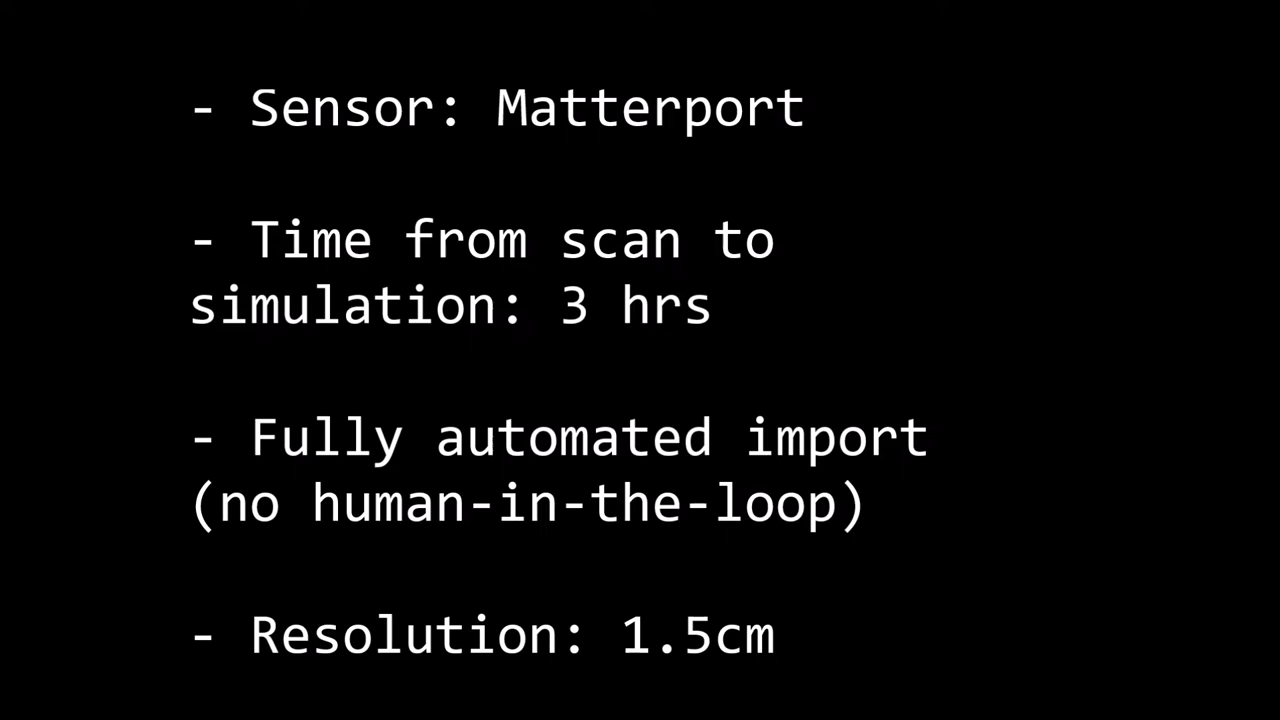 - Sensor: Matterport
- Time from scan to
simulation: 3 hrs
- Fully automated import
(no human-in-the-loop)
- Resolution: 1.5cm